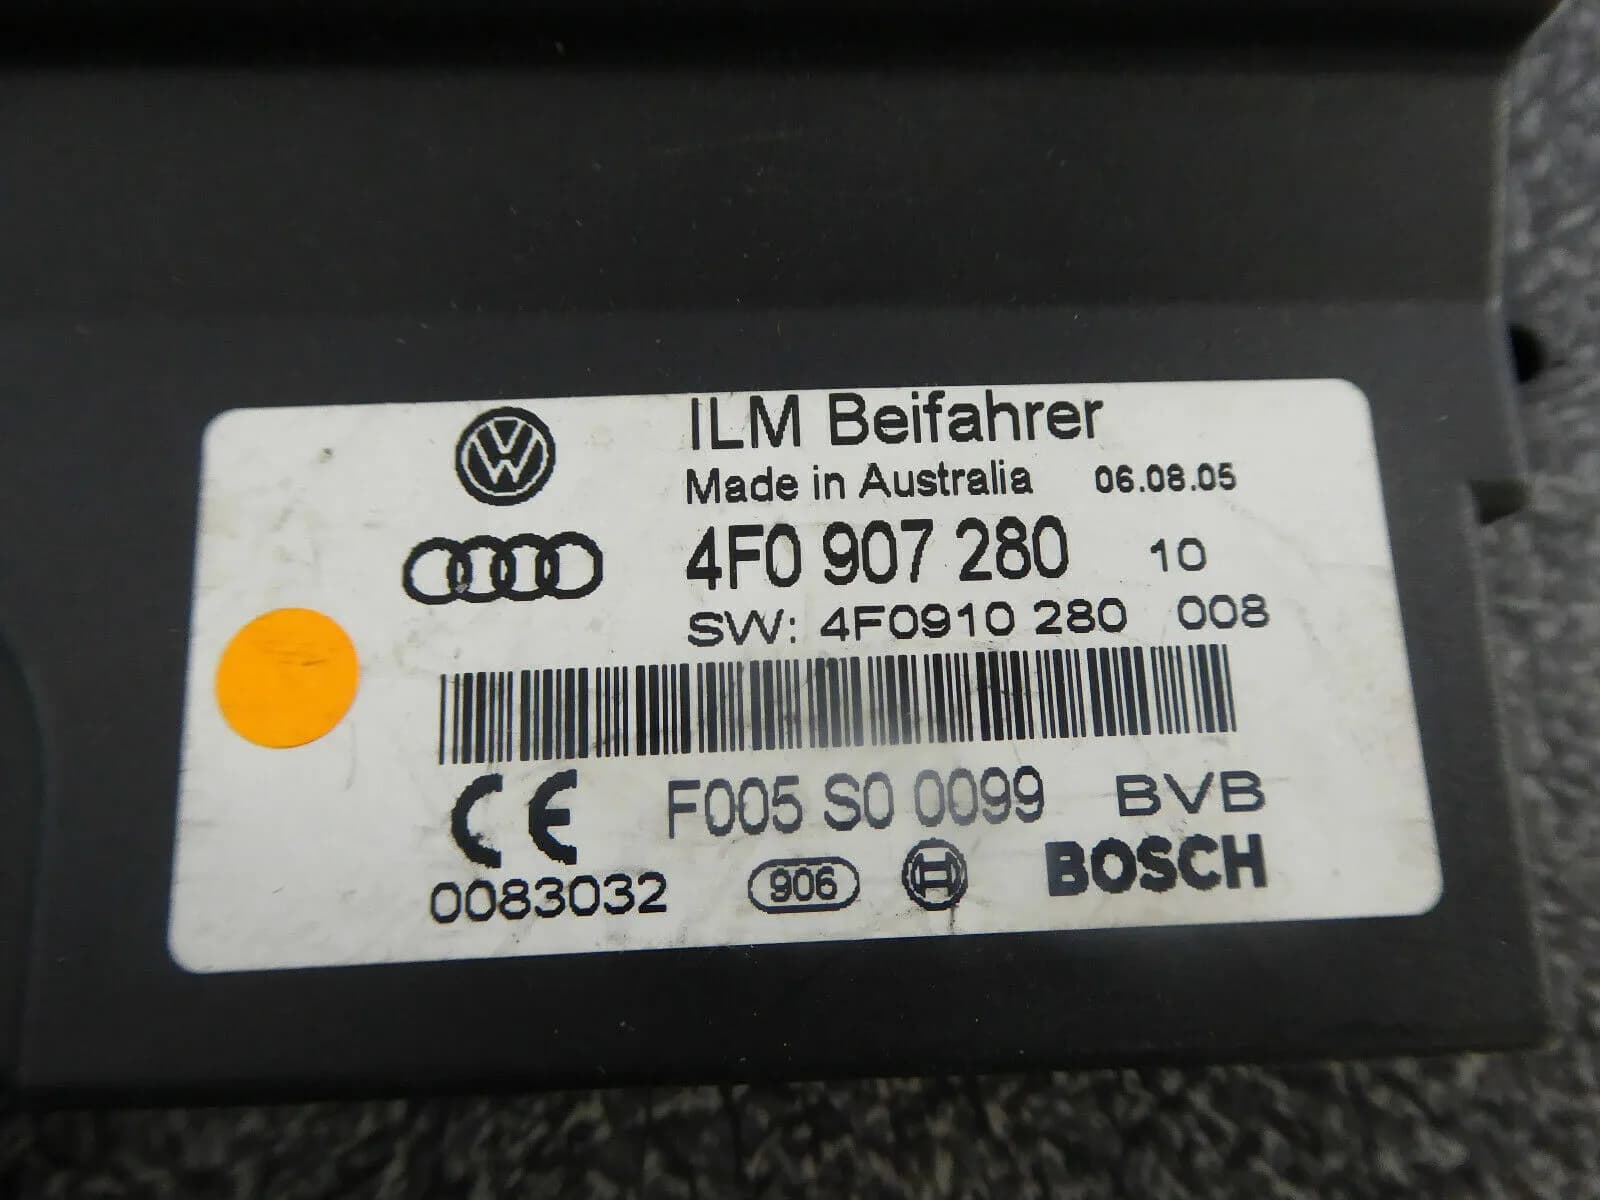 ILM Beifahrer
Made in Australia 06.08.05
4F0 907 280 10
SW: 4F0910 280 008
CE F005 S0 0099 BVB
0083032 906 BOSCH